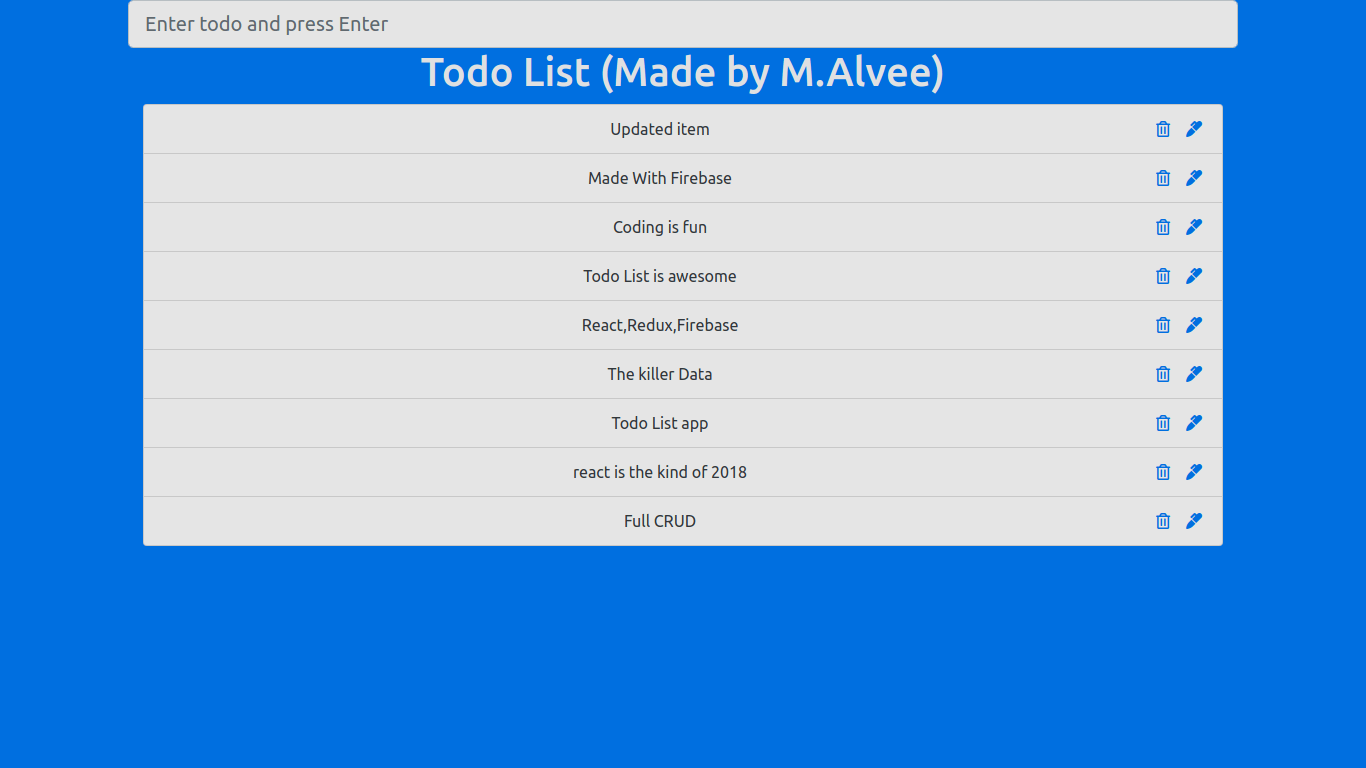 Enter todo and press Enter
Todo List (Made by M.Alvee)
Updated item
Made With Firebase
Coding is fun
Todo List is awesome
React,Redux,Firebase
The killer Data
Todo List app
react is the kind of 2018
Full CRUD